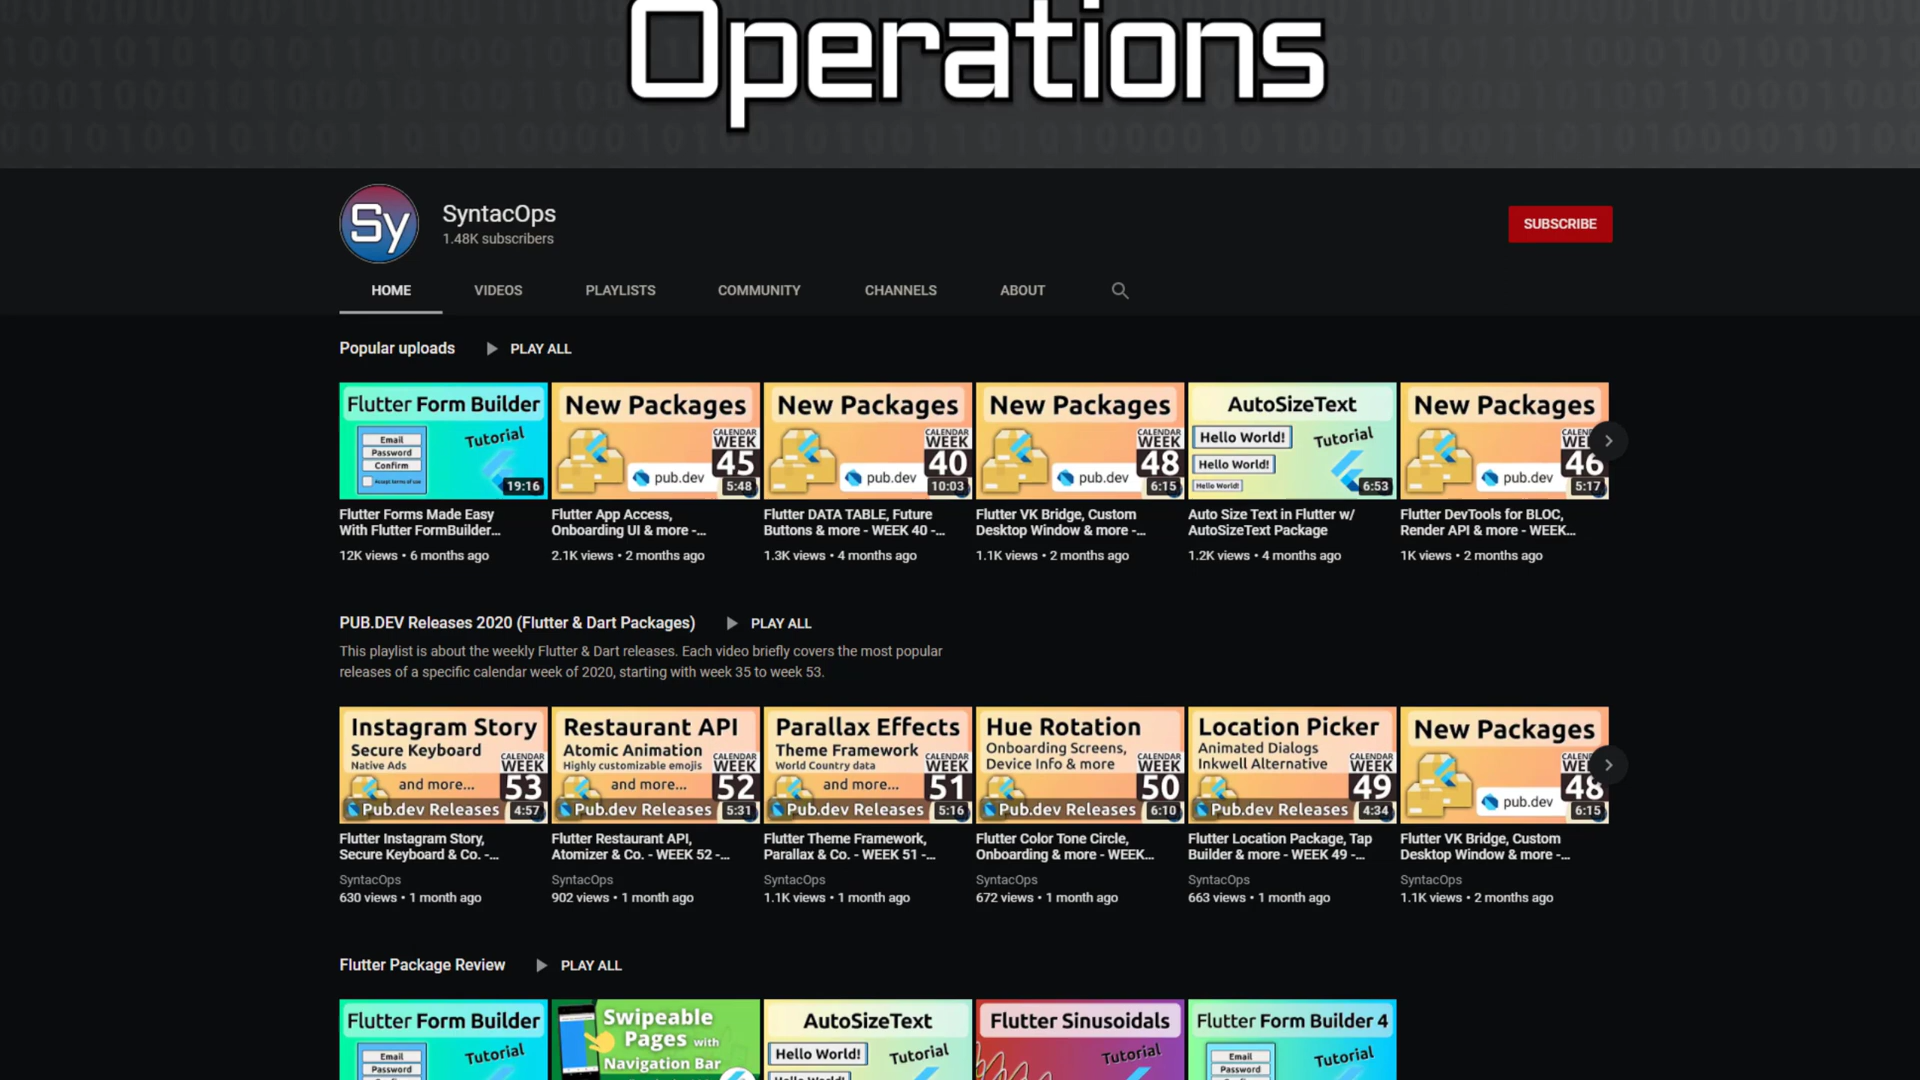 Operations
Sy
SyntacOps
1.48K subscribers
SUBSCRIBE
HOME
VIDEOS
PLAYLISTS
COMMUNITY
CHANNELS
ABOUT
Popular uploads
PLAY ALL
Flutter Form Builder
Email
Password
Confirm
Accept terms of use
Tutorial
19:16
New Packages
CALENDAR
WEEK
45
pub.dev
5:48
New Packages
CALENDAR
WEEK
40
pub.dev
10:03
New Packages
CALENDAR
WEEK
48
pub.dev
6:15
AutoSizeText
Hello World!
Hello World!
Hello World!
Tutorial
6:53
New Packages
46
pub.dev
5:17
Flutter Forms Made Easy
With Flutter FormBuilder...
12K views • 6 months ago
Flutter App Access,
Onboarding UI & more -...
2.1K views • 2 months ago
Flutter DATA TABLE, Future
Buttons & more - WEEK 40 -...
1.3K views • 4 months ago
Flutter VK Bridge, Custom
Desktop Window & more -...
1.1K views • 2 months ago
Auto Size Text in Flutter w/
AutoSizeText Package
1.2K views • 4 months ago
Flutter DevTools for BLOC,
Render API & more - WEEK...
1K views • 2 months ago
PUB.DEV Releases 2020 (Flutter & Dart Packages)
PLAY ALL
This playlist is about the weekly Flutter & Dart releases. Each video briefly covers the most popular
releases of a specific calendar week of 2020, starting with week 35 to week 53.
Instagram Story
Secure Keyboard
Native Ads
and more...
CALENDAR
WEEK
53
Pub.dev Releases
4:57
Restaurant API
Atomic Animation
Highly customizable emojis
and more...
CALENDAR
WEEK
52
Pub.dev Releases
5:31
Parallax Effects
Theme Framework
World Country data
and more...
CALENDAR
WEEK
51
Pub.dev Releases
5:16
Hue Rotation
Onboarding Screens,
Device Info & more
CALENDAR
WEEK
50
Pub.dev Releases
6:10
Location Picker
Animated Dialogs
Inkwell Alternative
CALENDAR
WEEK
49
Pub.dev Releases
4:34
New Packages
48
pub.dev
6:15
Flutter Instagram Story,
Secure Keyboard & Co. -...
SyntacOps
630 views • 1 month ago
Flutter Restaurant API,
Atomizer & Co. - WEEK 52 -...
SyntacOps
902 views • 1 month ago
Flutter Theme Framework,
Parallax & Co. - WEEK 51 -...
SyntacOps
1.1K views • 1 month ago
Flutter Color Tone Circle,
Onboarding & more - WEEK...
SyntacOps
672 views • 1 month ago
Flutter Location Package, Tap
Builder & more - WEEK 49 -...
SyntacOps
663 views • 1 month ago
Flutter VK Bridge, Custom
Desktop Window & more -...
SyntacOps
1.1K views • 2 months ago
Flutter Package Review
PLAY ALL
Flutter Form Builder
Email
Password
Tutorial
Swipeable
Pages with
Navigation Bar
AutoSizeText
Hello World!
Tutorial
Flutter Sinusoidals
Tutorial
Flutter Form Builder 4
Email
Password
Tutorial